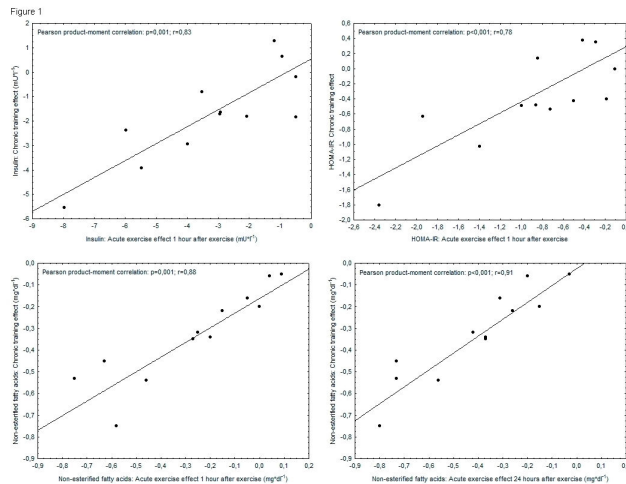 Figure 1
Pearson product-moment correlation: p=0,001; r=0,83
2
1
0
-1
-2
-3
-4
-5
-6
Insulin: Chronic training effect (mU*l⁻¹)
-9 -8 -7 -6 -5 -4 -3 -2 -1 0
Insulin: Acute exercise effect 1 hour after exercise (mU*l⁻¹)
Pearson product-moment correlation: p<0,001; r=0,78
0,6
0,4
0,2
0,0
-0,2
-0,4
-0,6
-0,8
-1,0
-1,2
-1,4
-1,6
-1,8
-2,0
HOMA-IR: Chronic training effect
-2,6 -2,4 -2,2 -2,0 -1,8 -1,6 -1,4 -1,2 -1,0 -0,8 -0,6 -0,4 -0,2 0,0
HOMA-IR: Acute exercise effect 1 hour after exercise
Pearson product-moment correlation: p=0,001; r=0,88
0,0
-0,1
-0,2
-0,3
-0,4
-0,5
-0,6
-0,7
-0,8
-0,9
Non-esterified fatty acids: Chronic training effect (mg*dl⁻¹)
-0,9 -0,8 -0,7 -0,6 -0,5 -0,4 -0,3 -0,2 -0,1 0,0 0,1 0,2
Non-esterified fatty acids: Acute exercise effect 1 hour after exercise (mg*dl⁻¹)
Pearson product-moment correlation: p<0,001; r=0,91
0,0
-0,1
-0,2
-0,3
-0,4
-0,5
-0,6
-0,7
-0,8
-0,9
Non-esterified fatty acids: Chronic training effect (mg*dl⁻¹)
-0,9 -0,8 -0,7 -0,6 -0,5 -0,4 -0,3 -0,2 -0,1 0,0 0,1
Non-esterified fatty acids: Acute exercise effect 24 hours after exercise (mg*dl⁻¹)